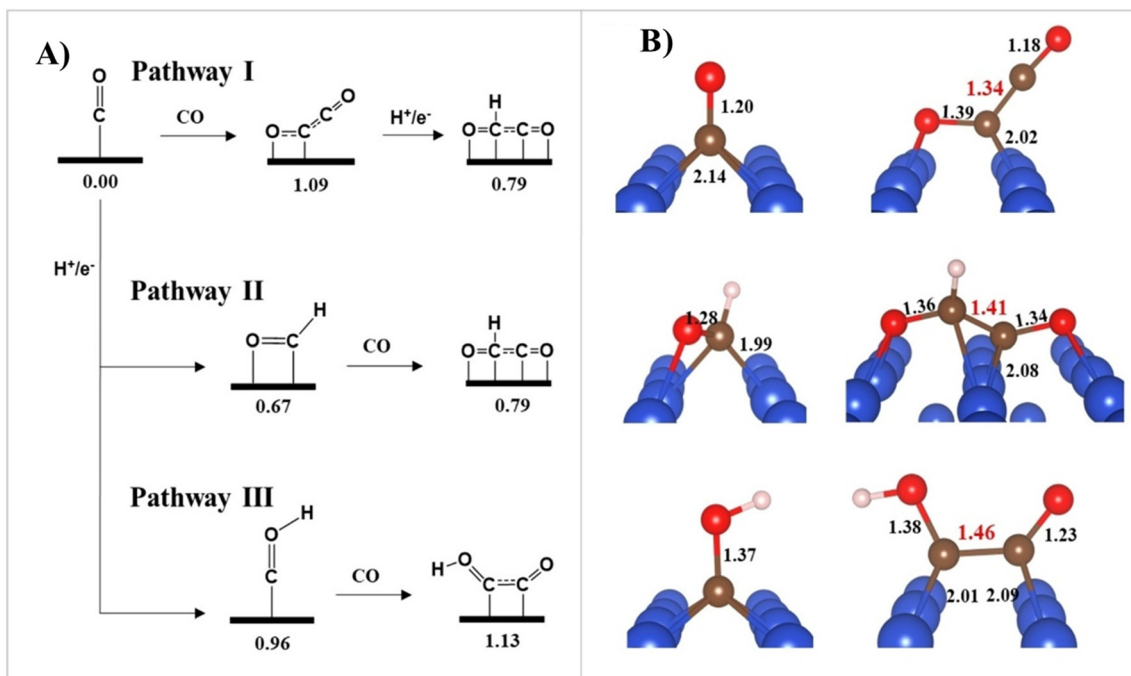 A)
Pathway I
O
C
CO
O C C O
H⁺/e⁻
H
O C C O
0.00
1.09
0.79
H⁺/e⁻
Pathway II
O C H
CO
H
O C C O
0.67
0.79
Pathway III
H
O
C
CO
H O C C O
0.96
1.13
B)
1.20
2.14
1.18
1.34
1.39
2.02
1.28
1.99
1.36
1.41
1.34
2.08
1.37
1.38
1.46
1.23
2.01 2.09